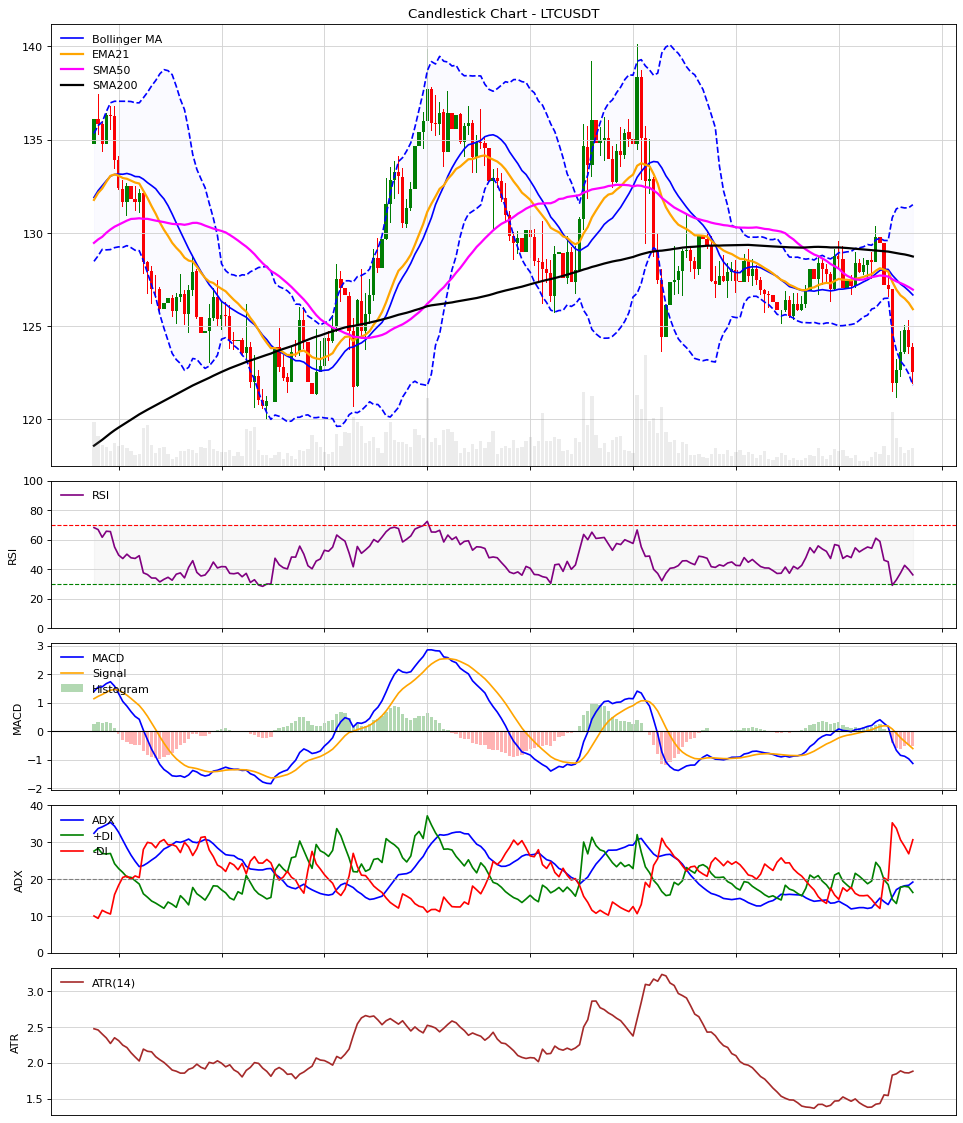 Candlestick Chart - LTCUSDT
Bollinger MA
EMA21
SMA50
SMA200
140
135
130
125
120
RSI
100
80
60
40
20
0
RSI
MACD
Signal
Histogram
3
2
1
0
−1
−2
MACD
ADX
+DI
-DI
40
30
20
10
0
ADX
ATR(14)
3.0
2.5
2.0
1.5
ATR